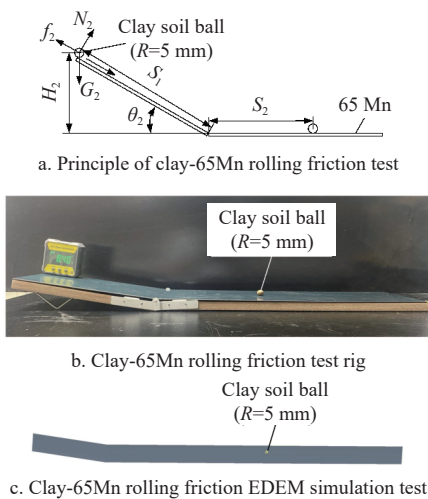 N2
f2
Clay soil ball
(R=5 mm)
S1
H2
G2
θ2
S2
65 Mn
a. Principle of clay-65Mn rolling friction test
Clay soil ball
(R=5 mm)
b. Clay-65Mn rolling friction test rig
Clay soil ball
(R=5 mm)
c. Clay-65Mn rolling friction EDEM simulation test